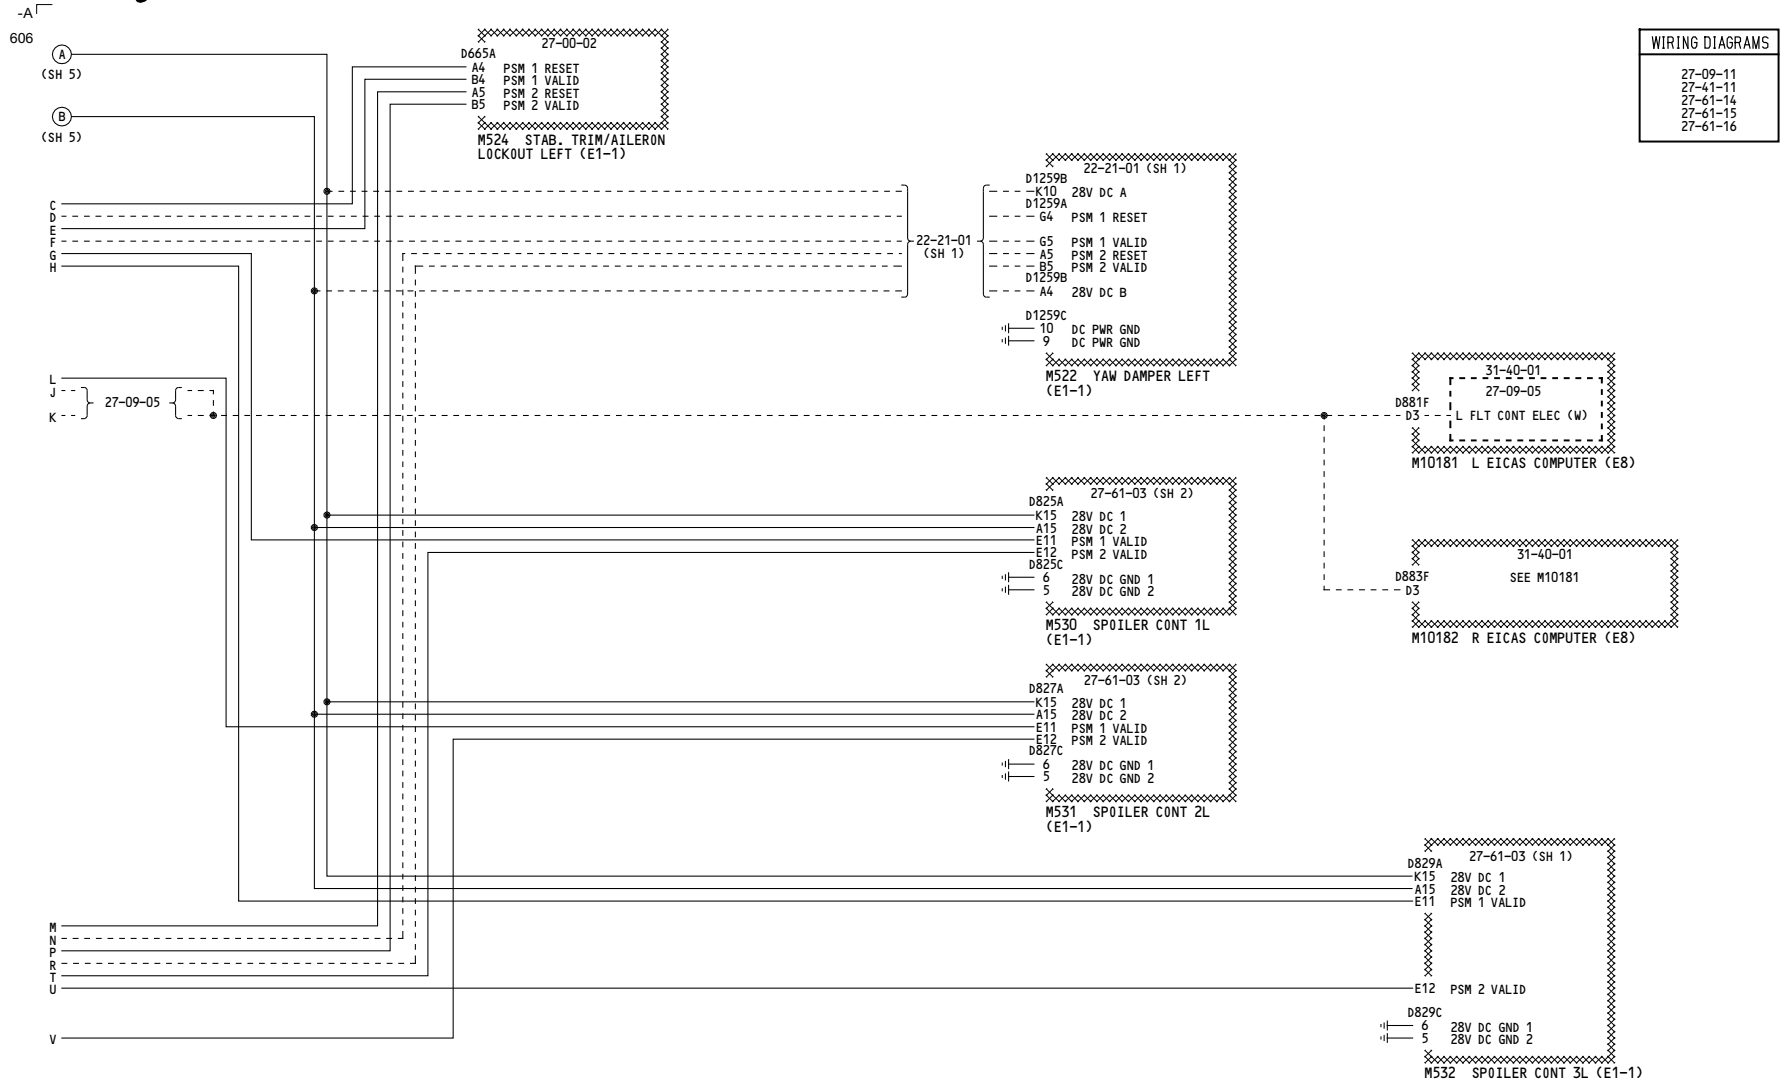 -A
606
A
(SH 5)
B
(SH 5)
27-00-02
D665A
A4 PSM 1 RESET
B4 PSM 1 VALID
A5 PSM 2 RESET
B5 PSM 2 VALID
M524 STAB. TRIM/AILERON
LOCKOUT LEFT (E1-1)
WIRING DIAGRAMS
27-09-11
27-41-11
27-61-14
27-61-15
27-61-16
C
D
E
F
G
H
22-21-01
(SH 1)
22-21-01 (SH 1)
D1259B
K10 28V DC A
D1259A
G4 PSM 1 RESET
G5 PSM 1 VALID
A5 PSM 2 RESET
B5 PSM 2 VALID
D1259B
A4 28V DC B
D1259C
10 DC PWR GND
9 DC PWR GND
M522 YAW DAMPER LEFT
(E1-1)
L
J
K
27-09-05
31-40-01
27-09-05
D881F
D3 L FLT CONT ELEC (W)
M10181 L EICAS COMPUTER (E8)
27-61-03 (SH 2)
D825A
K15 28V DC 1
A15 28V DC 2
E11 PSM 1 VALID
E12 PSM 2 VALID
D825C
6 28V DC GND 1
5 28V DC GND 2
M530 SPOILER CONT 1L
(E1-1)
31-40-01
D883F
SEE M10181
D3
M10182 R EICAS COMPUTER (E8)
27-61-03 (SH 2)
D827A
K15 28V DC 1
A15 28V DC 2
E11 PSM 1 VALID
E12 PSM 2 VALID
D827C
6 28V DC GND 1
5 28V DC GND 2
M531 SPOILER CONT 2L
(E1-1)
27-61-03 (SH 1)
D829A
K15 28V DC 1
A15 28V DC 2
E11 PSM 1 VALID
M
N
P
R
T
U
E12 PSM 2 VALID
D829C
6 28V DC GND 1
5 28V DC GND 2
V
M532 SPOILER CONT 3L (E1-1)